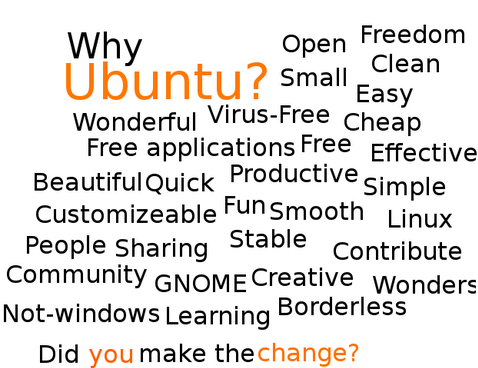 Why
Ubuntu?
Open Freedom
Small Clean
Easy
Wonderful Virus-Free Cheap
Free applications Free Effective
Beautiful Quick Productive Simple
Customizeable Fun Smooth Linux
People Sharing Stable Contribute
Community GNOME Creative Wonders
Not-windows Learning Borderless
Did you make the change?